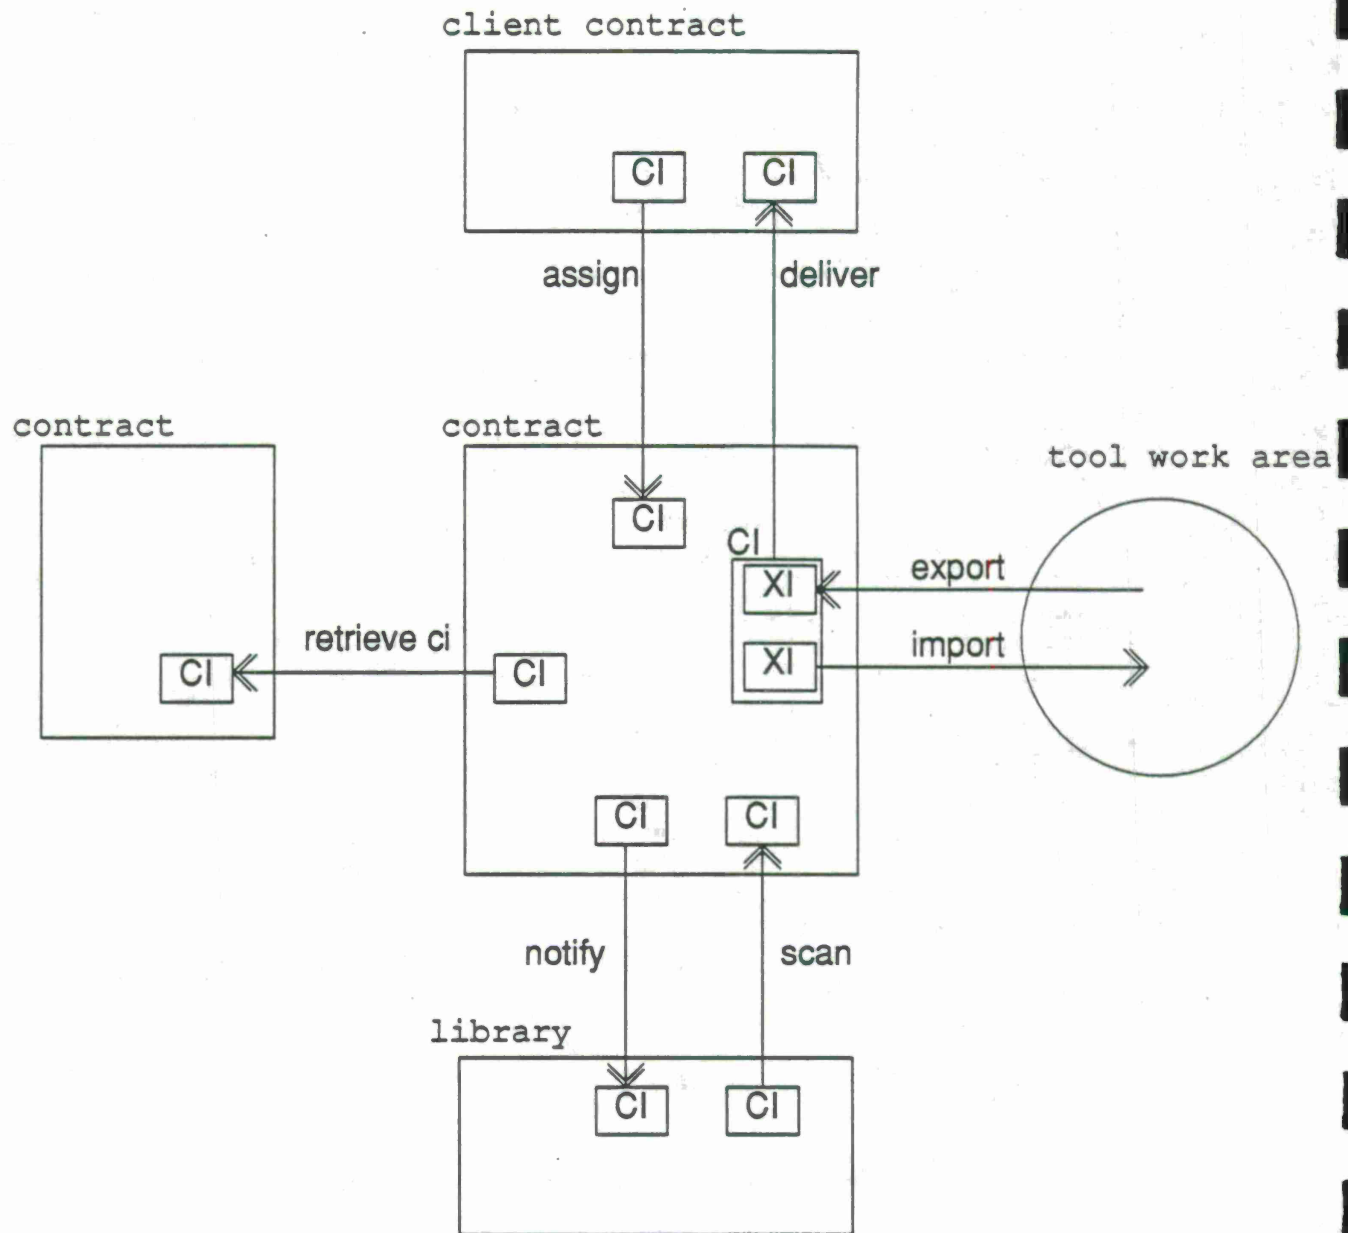 client contract
CI CI
assign deliver
contract contract
tool work area
CI
CI
XI export
retrieve ci import
CI CI XI
CI CI
notify scan
library
CI CI